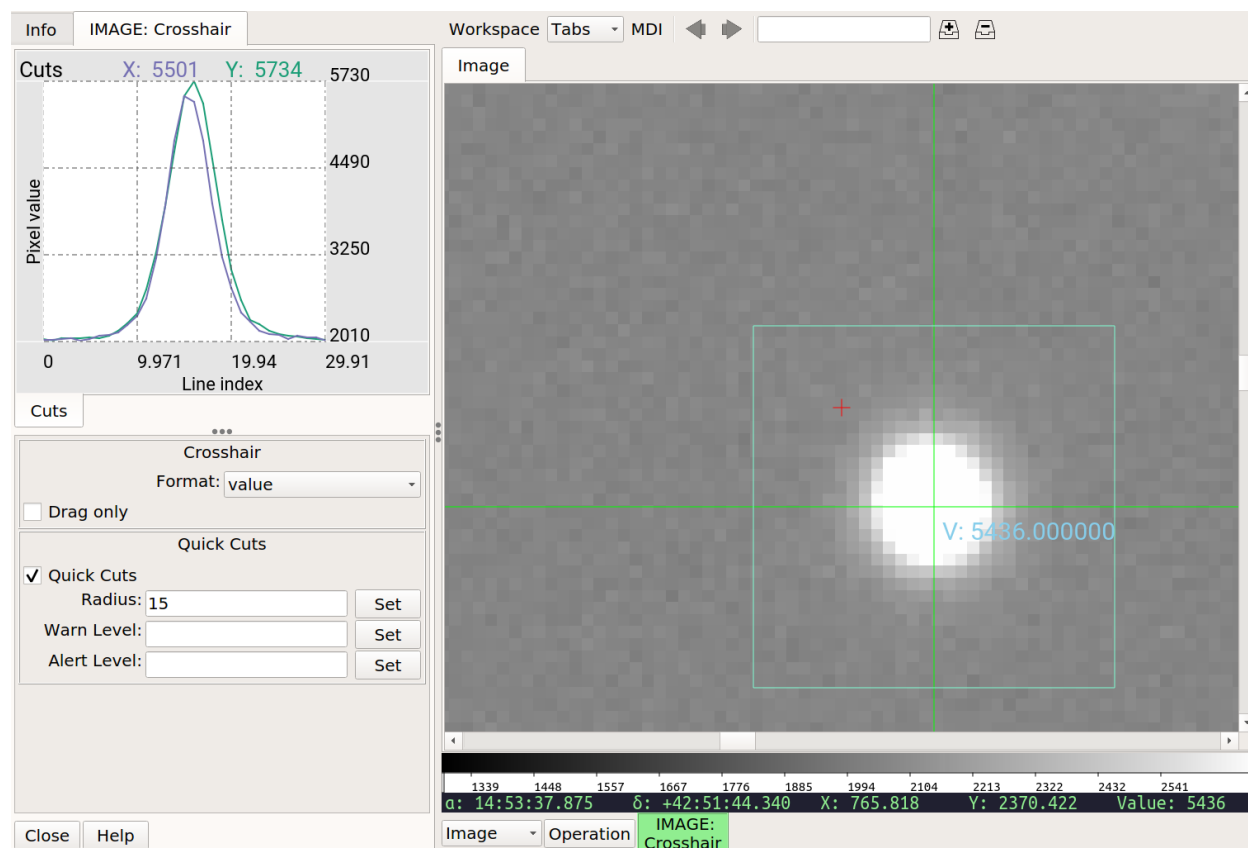 Info
IMAGE: Crosshair
Workspace Tabs MDI
Image
Cuts X: 5501 Y: 5734
5730
4490
3250
2010
Pixel value
0 9.971 19.94 29.91
Line index
Cuts
Crosshair
Format: value
Drag only
Quick Cuts
Quick Cuts
Radius: 15 Set
Warn Level: Set
Alert Level: Set
Close Help
V: 5436.000000
1339 1448 1557 1667 1776 1885 1994 2104 2213 2322 2432 2541
α: 14:53:37.875 δ: +42:51:44.340 X: 765.818 Y: 2370.422 Value: 5436
Image Operation
IMAGE:
Crosshair